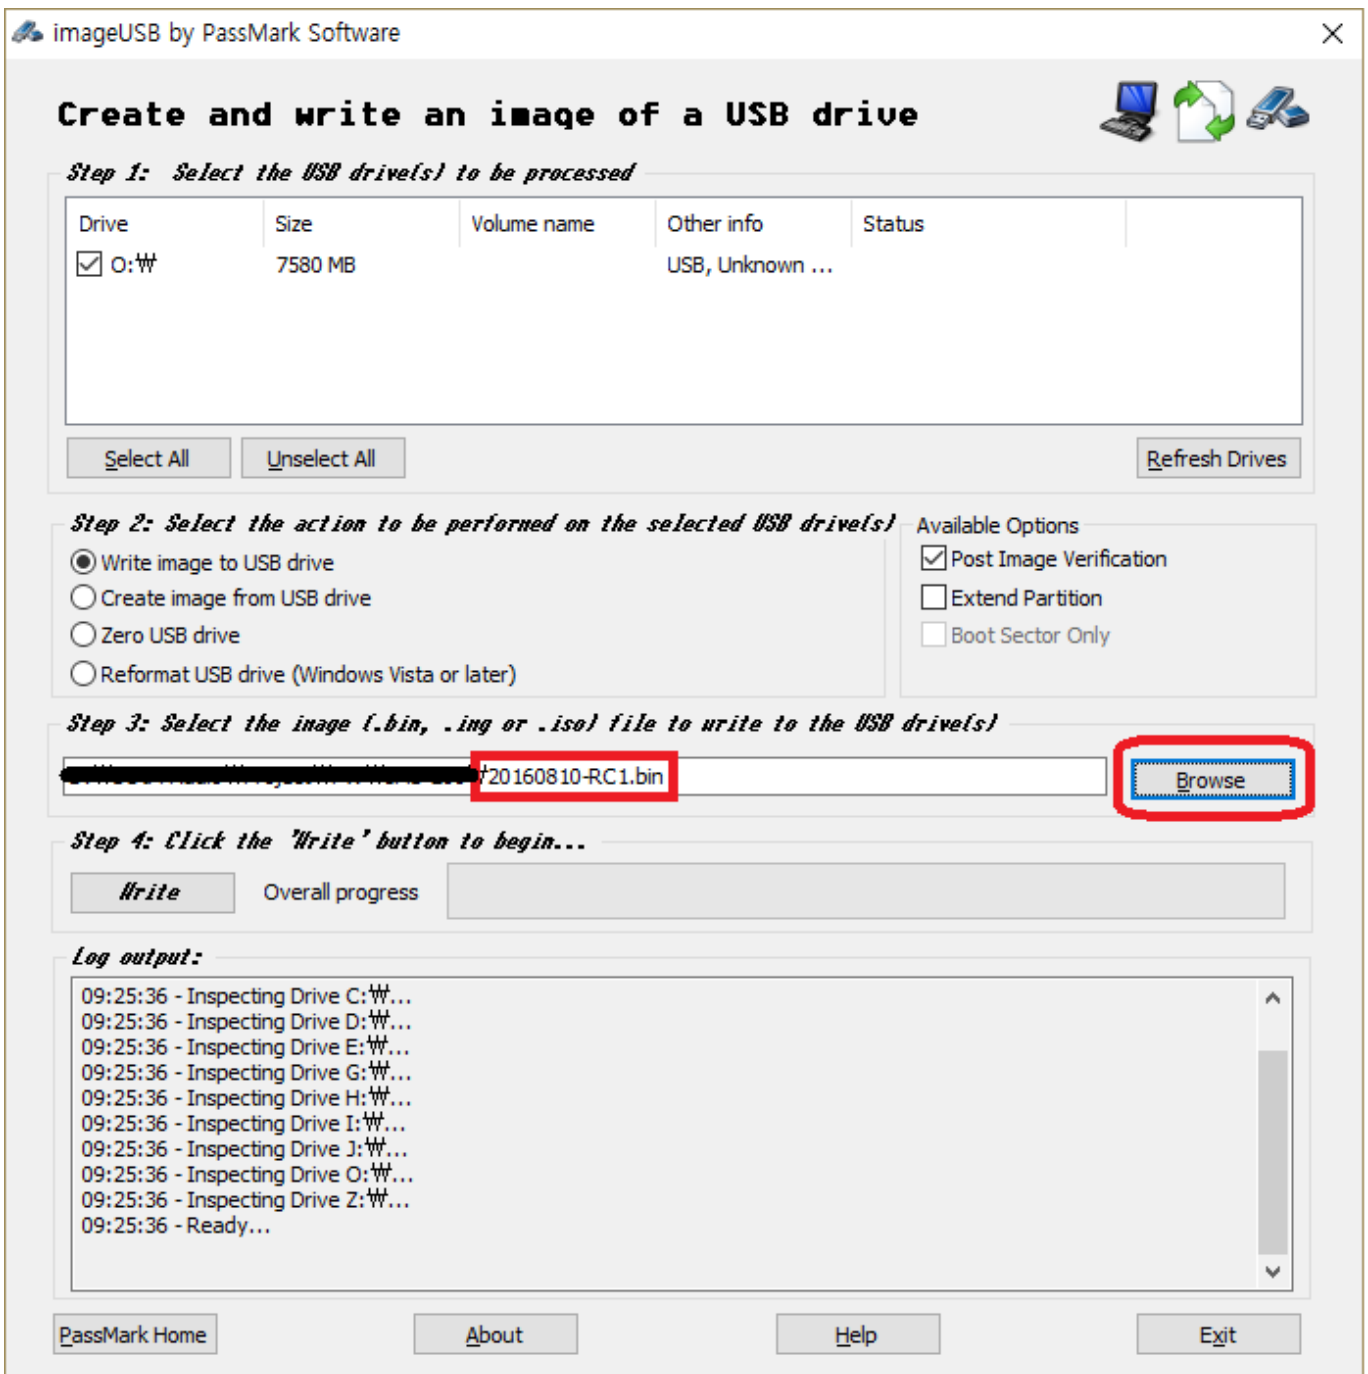 imageUSB by PassMark Software
Create and write an image of a USB drive
Step 1: Select the USB drive(s) to be processed
Drive Size Volume name Other info Status
O:₩ 7580 MB USB, Unknown ...
Select All Unselect All Refresh Drives
Step 2: Select the action to be performed on the selected USB drive(s) Available Options
Write image to USB drive Post Image Verification
Create image from USB drive Extend Partition
Zero USB drive Boot Sector Only
Reformat USB drive (Windows Vista or later)
Step 3: Select the image (.bin, .img or .iso) file to write to the USB drive(s)
₩20160810-RC1.bin Browse
Step 4: Click the 'Write' button to begin...
Write Overall progress
Log output:
09:25:36 - Inspecting Drive C:₩...
09:25:36 - Inspecting Drive D:₩...
09:25:36 - Inspecting Drive E:₩...
09:25:36 - Inspecting Drive G:₩...
09:25:36 - Inspecting Drive H:₩...
09:25:36 - Inspecting Drive I:₩...
09:25:36 - Inspecting Drive J:₩...
09:25:36 - Inspecting Drive O:₩...
09:25:36 - Inspecting Drive Z:₩...
09:25:36 - Ready...
PassMark Home About Help Exit